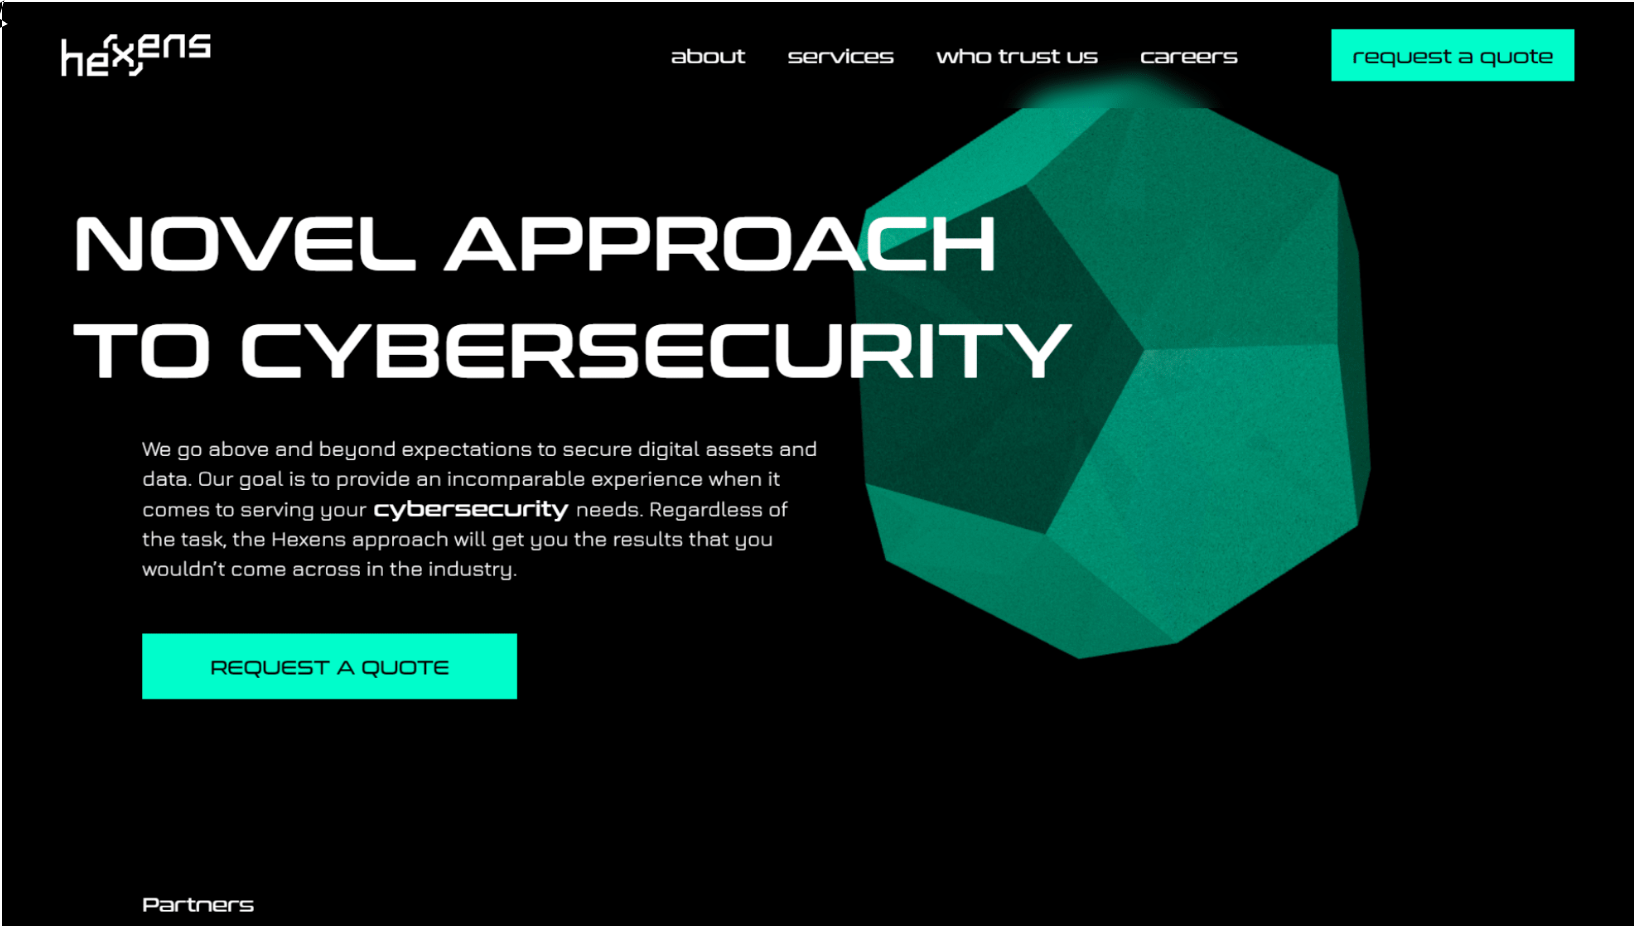 hexens
about services who trust us careers request a quote
NOVEL APPROACH
TO CYBERSECURITY
We go above and beyond expectations to secure digital assets and
data. Our goal is to provide an incomparable experience when it
comes to serving your cybersecurity needs. Regardless of
the task, the Hexens approach will get you the results that you
wouldn’t come across in the industry.
REQUEST A QUOTE
Partners